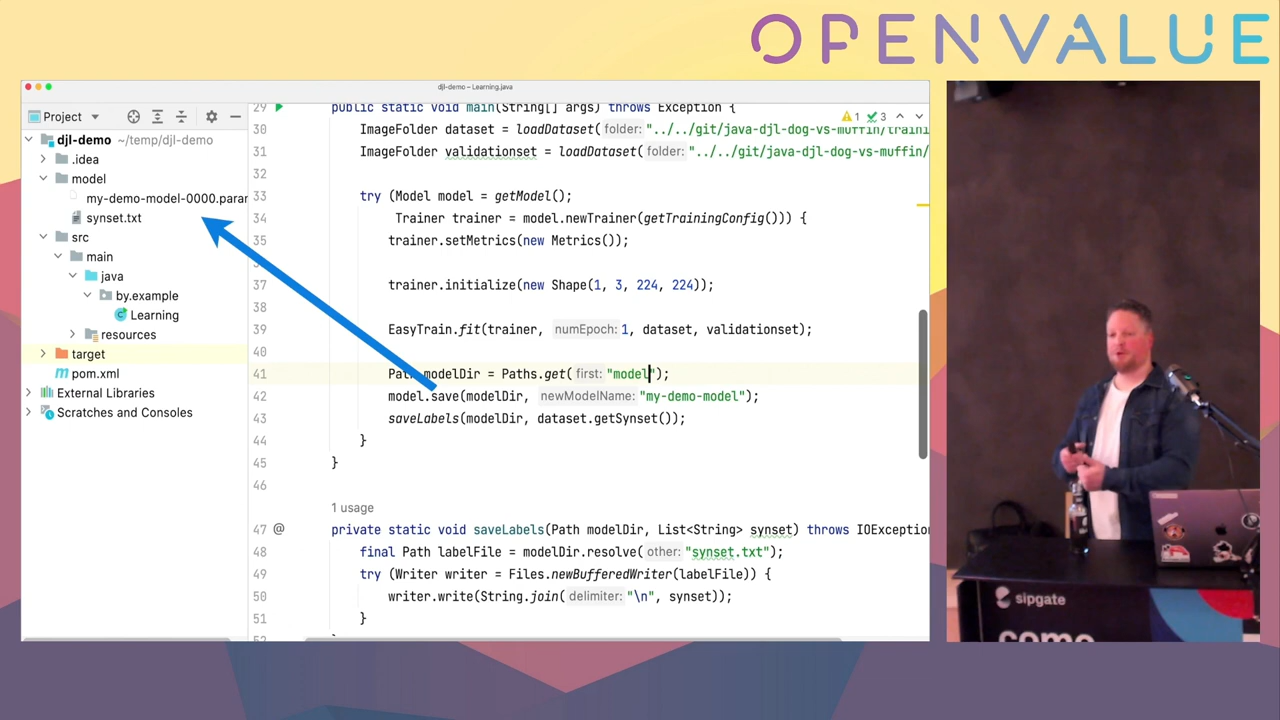 OPENVALUE
djl-demo – Learning.java
Project
djl-demo ~/temp/djl-demo
.idea
model
my-demo-model-0000.param
synset.txt
src
main
java
by.example
Learning
resources
target
pom.xml
External Libraries
Scratches and Consoles
1 3
29 public static void main(String[] args) throws Exception {
30 ImageFolder dataset = loadDataset( folder: "../../git/java-djl-dog-vs-muffin/traini
31 ImageFolder validationset = loadDataset( folder: "../../git/java-djl-dog-vs-muffin/
32
33 try (Model model = getModel();
34 Trainer trainer = model.newTrainer(getTrainingConfig())) {
35 trainer.setMetrics(new Metrics());
37 trainer.initialize(new Shape(1, 3, 224, 224));
38
39 EasyTrain.fit(trainer, numEpoch: 1, dataset, validationset);
40
41 Path modelDir = Paths.get( first: "model");
42 model.save(modelDir, newModelName: "my-demo-model");
43 saveLabels(modelDir, dataset.getSynset());
44 }
45 }
46
1 usage
47 @ private static void saveLabels(Path modelDir, List<String> synset) throws IOException
48 final Path labelFile = modelDir.resolve( other: "synset.txt");
49 try (Writer writer = Files.newBufferedWriter(labelFile)) {
50 writer.write(String.join( delimiter: "\n", synset));
51 }
52
sipgate